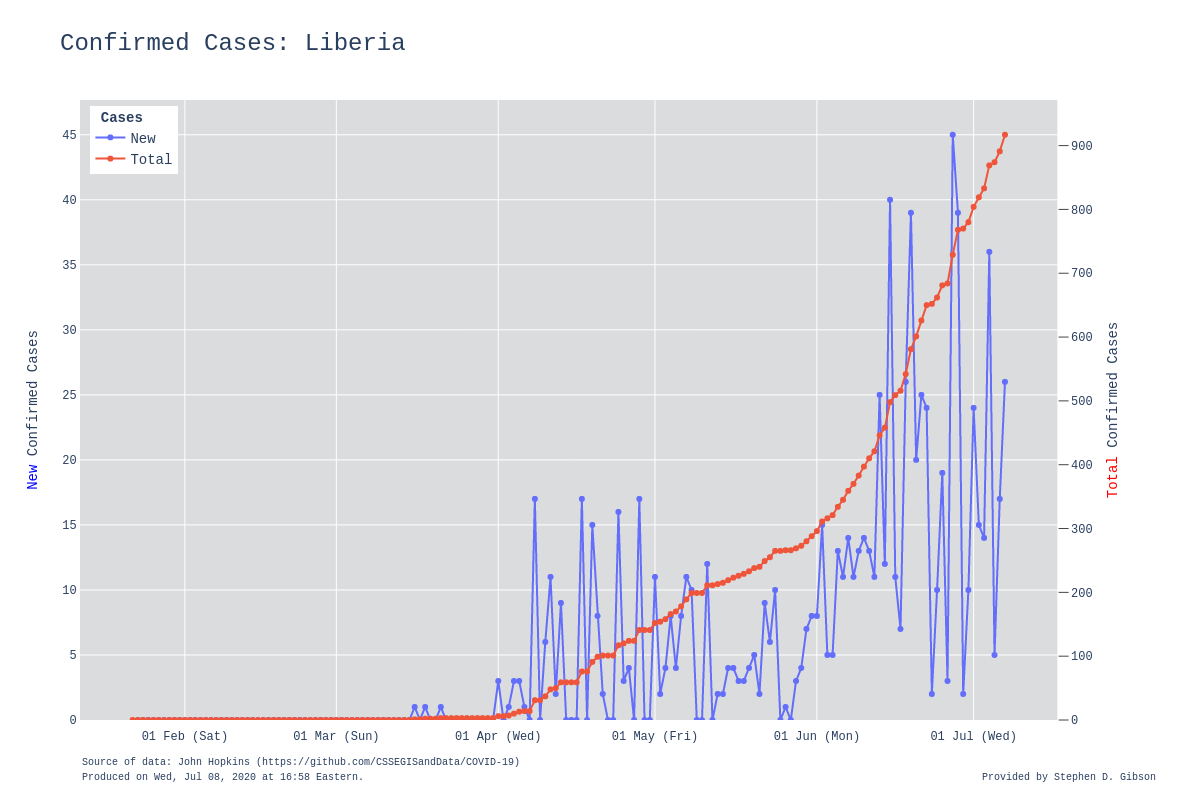 Confirmed Cases: Liberia
Cases
New
Total
45
40
35
30
25
20
15
10
5
0
900
800
700
600
500
400
300
200
100
0
New Confirmed Cases
Total Confirmed Cases
01 Feb (Sat)
01 Mar (Sun)
01 Apr (Wed)
01 May (Fri)
01 Jun (Mon)
01 Jul (Wed)
Source of data: John Hopkins (https://github.com/CSSEGISandData/COVID-19)
Produced on Wed, Jul 08, 2020 at 16:58 Eastern.
Provided by Stephen D. Gibson